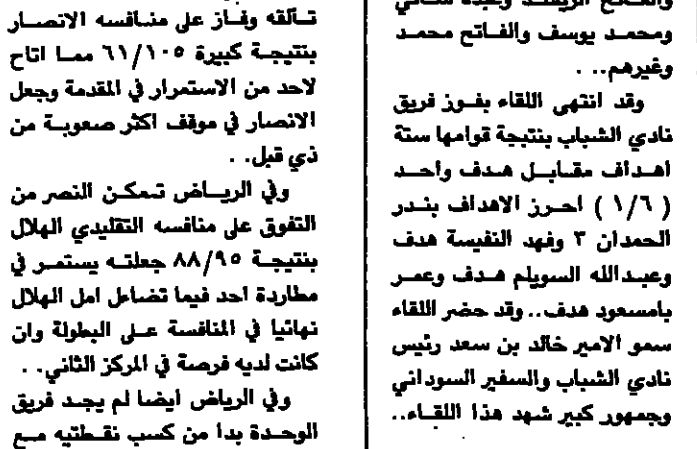 والفاتح الريشد وعبده
ومحمد يوسف والفاتح محمد
وغيرهم.. .
وقد انتهى اللقاء بفوز فريق
نادي الشباب بنتيجة قوامها ستة
اهداف مقابل هدف واحد
( ١/٦ ) احرز الاهداف بندر
الحمدان ٣ وفهد النفيسة هدف
وعبدالله السويلم هدف وعمر
بامسعود هدف.. وقد حضر اللقاء
سمو الامير خالد بن سعد رئيس
نادي الشباب والسفير السوداني
وجمهور كبير شهد هذا اللقاء..
تألقه وفاز على منافسه الانصار
بنتيجة كبيرة ٦١/١٠٥ مما اتاح
لاحد من الاستمرار في المقدمة وجعل
الانصار في موقف اكثر صعوبة من
ذي قبل. .
وفي الرياض تمكن النصر من
التفوق على منافسه التقليدي الهلال
بنتيجة ٨٨/٩٥ جعلته يستمر في
مطاردة احد فيما تضاءل امل الهلال
نهائيا في المنافسة على البطولة وان
كانت لديه فرصة في المركز الثاني. .
وفي الرياض ايضا لم يجد فريق
الوحدة بدا من كسب نقطتيه مع